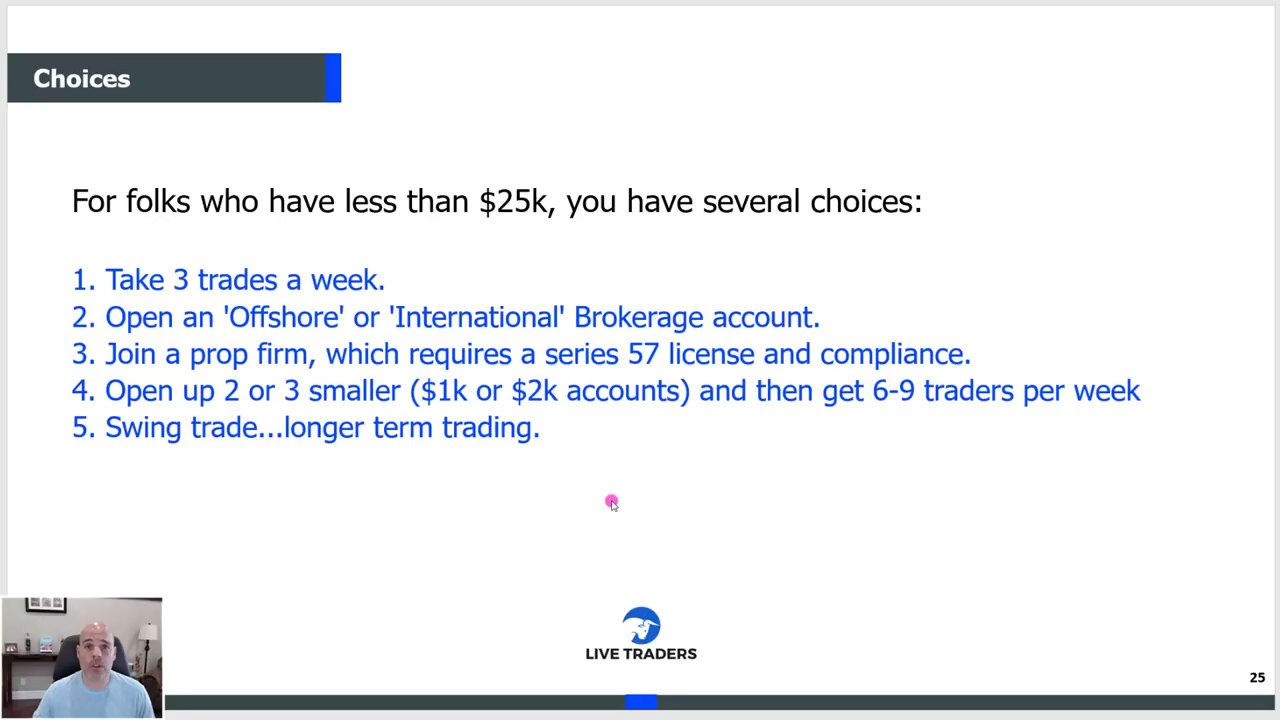 Choices
For folks who have less than $25k, you have several choices:
1. Take 3 trades a week.
2. Open an 'Offshore' or 'International' Brokerage account.
3. Join a prop firm, which requires a series 57 license and compliance.
4. Open up 2 or 3 smaller ($1k or $2k accounts) and then get 6-9 traders per week
5. Swing trade...longer term trading.
LIVE TRADERS
25